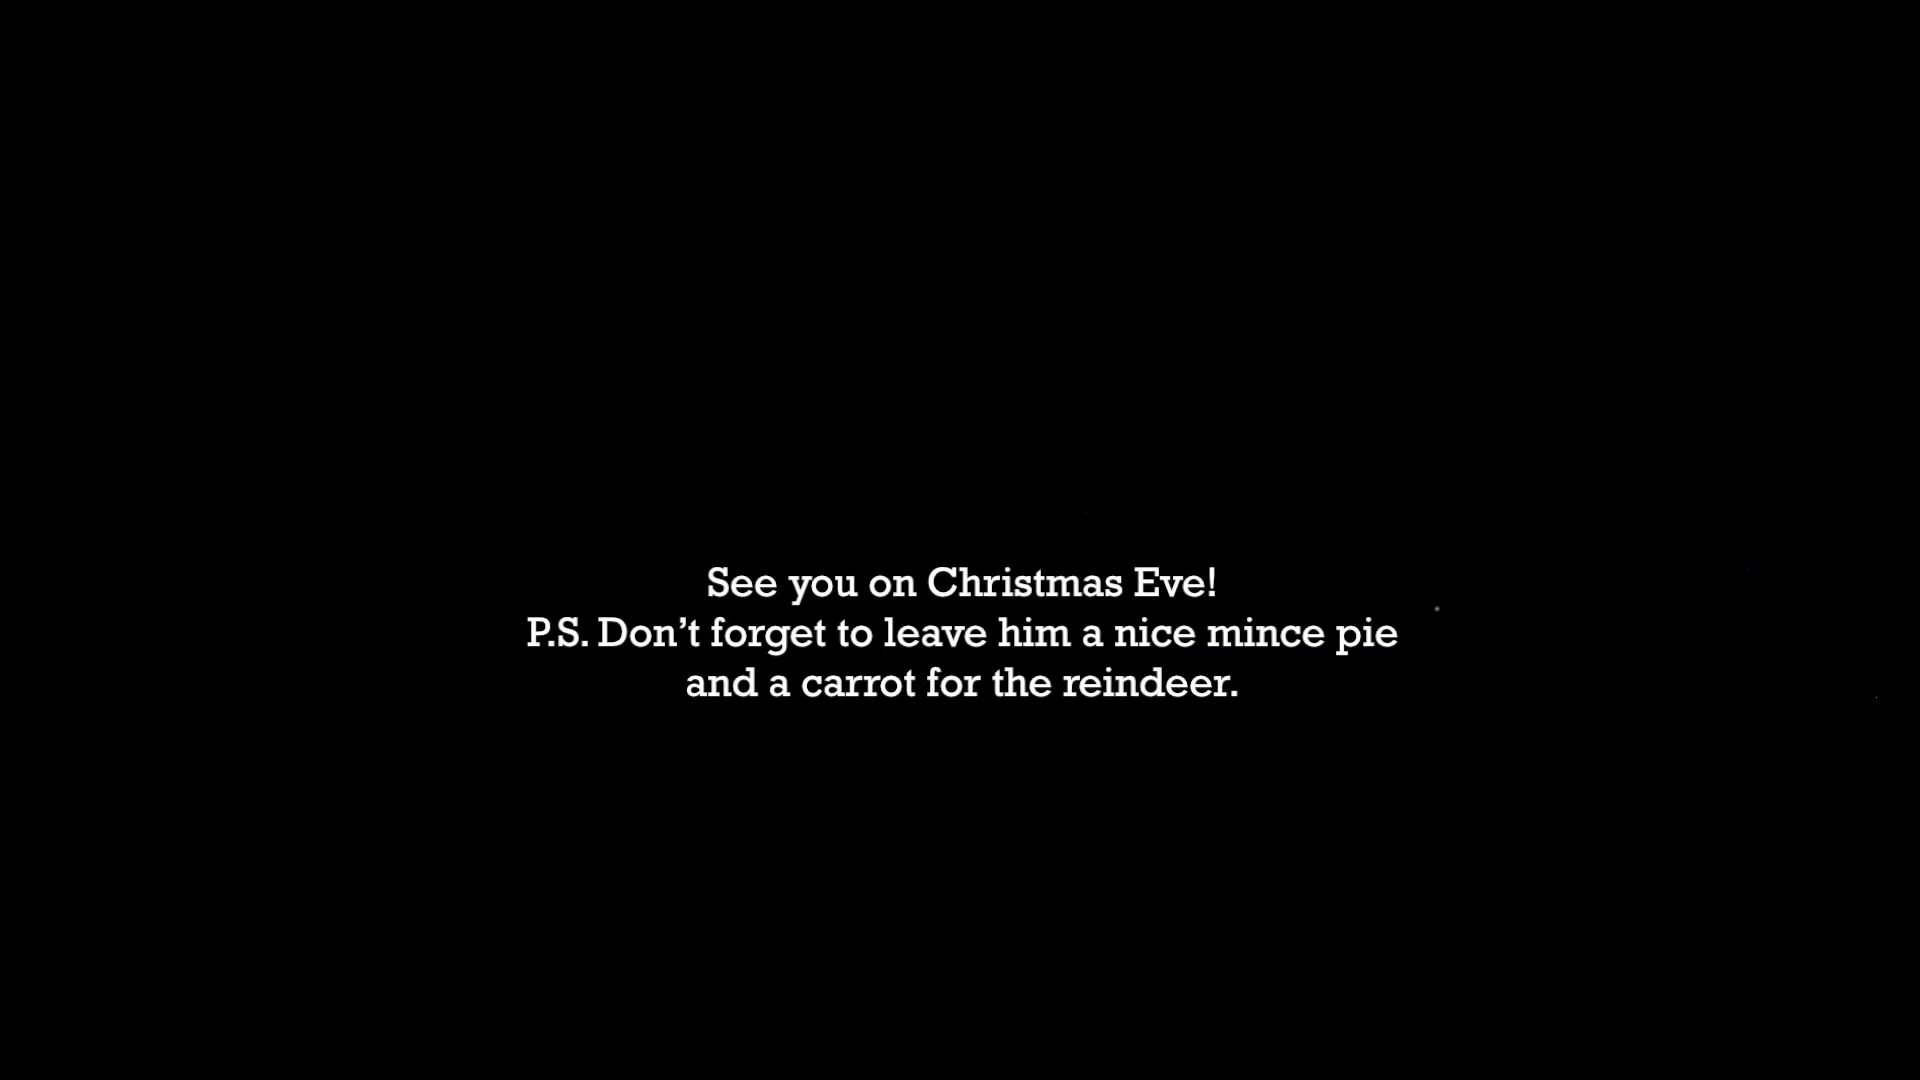 See you on Christmas Eve!
P.S. Don’t forget to leave him a nice mince pie
and a carrot for the reindeer.